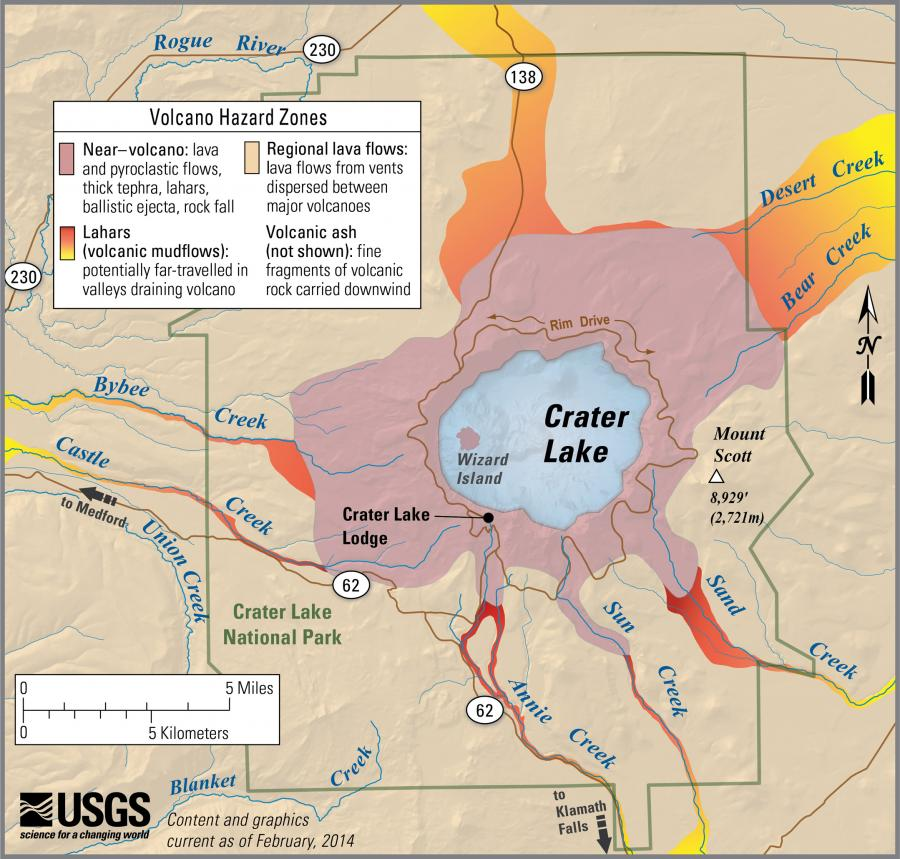 Rogue River
230
138
Volcano Hazard Zones
Near–volcano: lava
and pyroclastic flows,
thick tephra, lahars,
ballistic ejecta, rock fall
Lahars
(volcanic mudflows):
potentially far-travelled in
valleys draining volcano
Regional lava flows:
lava flows from vents
dispersed between
major volcanoes
Volcanic ash
(not shown): fine
fragments of volcanic
rock carried downwind
230
Desert Creek
Bear Creek
N
Rim Drive
Bybee
Creek
Crater
Lake
Wizard
Island
Mount
Scott
8,929'
(2,721m)
Castle
Creek
to Medford
Union Creek
Crater Lake
Lodge
62
Crater Lake
National Park
Sand
Creek
Sun
Creek
0 5 Miles
0 5 Kilometers
62
Annie
Creek
Blanket
Creek
to
Klamath
Falls
USGS
science for a changing world
Content and graphics
current as of February, 2014